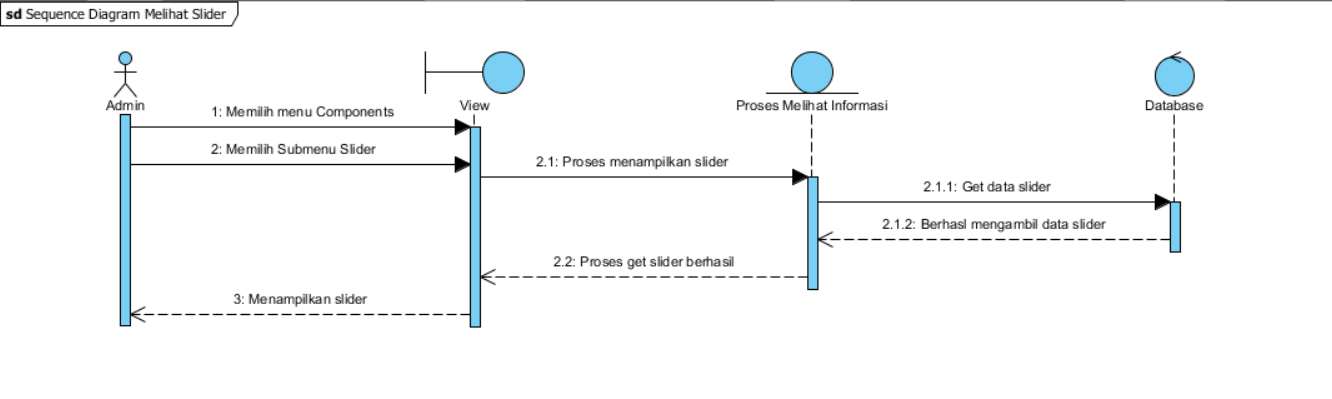 sd Sequence Diagram Melihat Slider
Admin
View
Proses Melihat Informasi
Database
1: Memilih menu Components
2: Memilih Submenu Slider
2.1: Proses menampilkan slider
2.1.1: Get data slider
2.1.2: Berhasl mengambil data slider
2.2: Proses get slider berhasil
3: Menampilkan slider